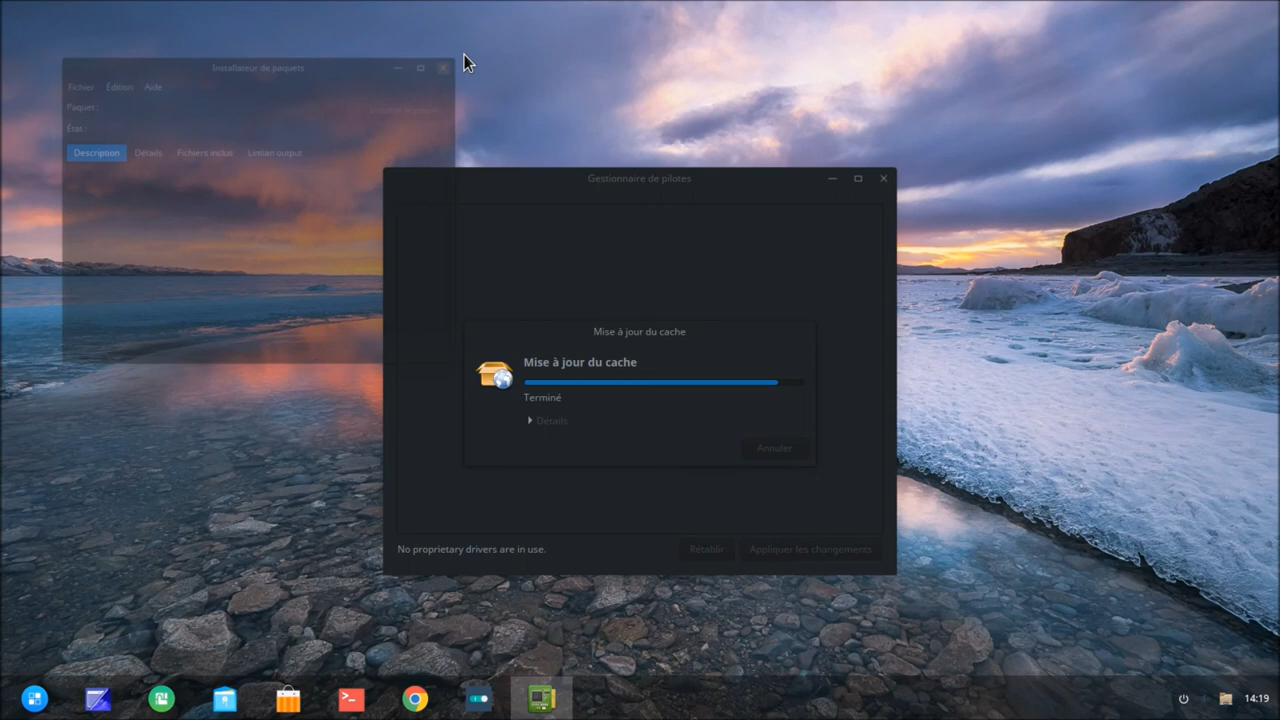 Installateur de paquets
Fichier Édition Aide
Paquet :
État :
Description Détails Fichiers inclus Lintian output
Gestionnaire de pilotes
Mise à jour du cache
Mise à jour du cache
Terminé
Détails
Annuler
No proprietary drivers are in use.
Rétablir Appliquer les changements
14:19